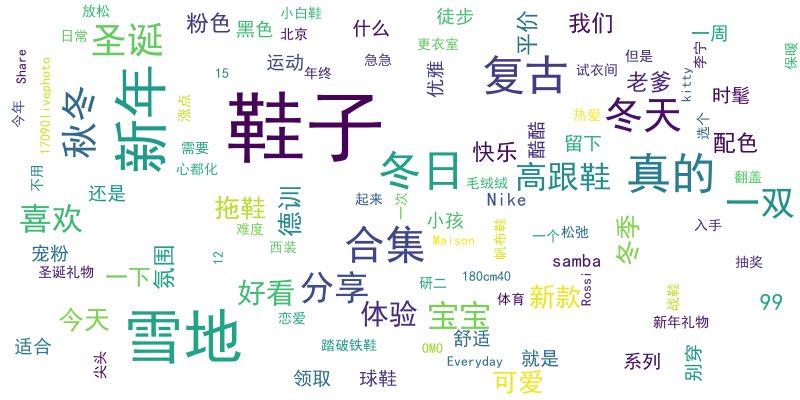 放松
小白鞋
徒步
圣诞
粉色
黑色
北京
什么
平价
我们
一周
日常
更衣室
保暖
Share
运动
年终
急急
复古
试衣间
但是
李宁
15
优雅
老爹
kitty
时髦
17090livephoto
秋冬
新年
涨点
鞋子
热爱
冬天
今年
选个
配色
需要
心都化
冬日
快乐
酷酷
留下
真的
不用
还是
毛绒绒
高跟鞋
翻盖
喜欢
拖鞋
德训
起来
一次
Nike
一双
难度
小孩
帆布鞋
冬季
入手
宠粉
氛围
西装
合集
Maison
一个
松弛
圣诞礼物
一下
12
samba
抽奖
好看
分享
研二
180cm40
体育
新款
Rossi
战鞋
99
今天
雪地
恋爱
体验
宝宝
新年礼物
适合
尖头
踏破铁鞋
OMO
舒适
Everyday
就是
系列
别穿
领取
球鞋
可爱